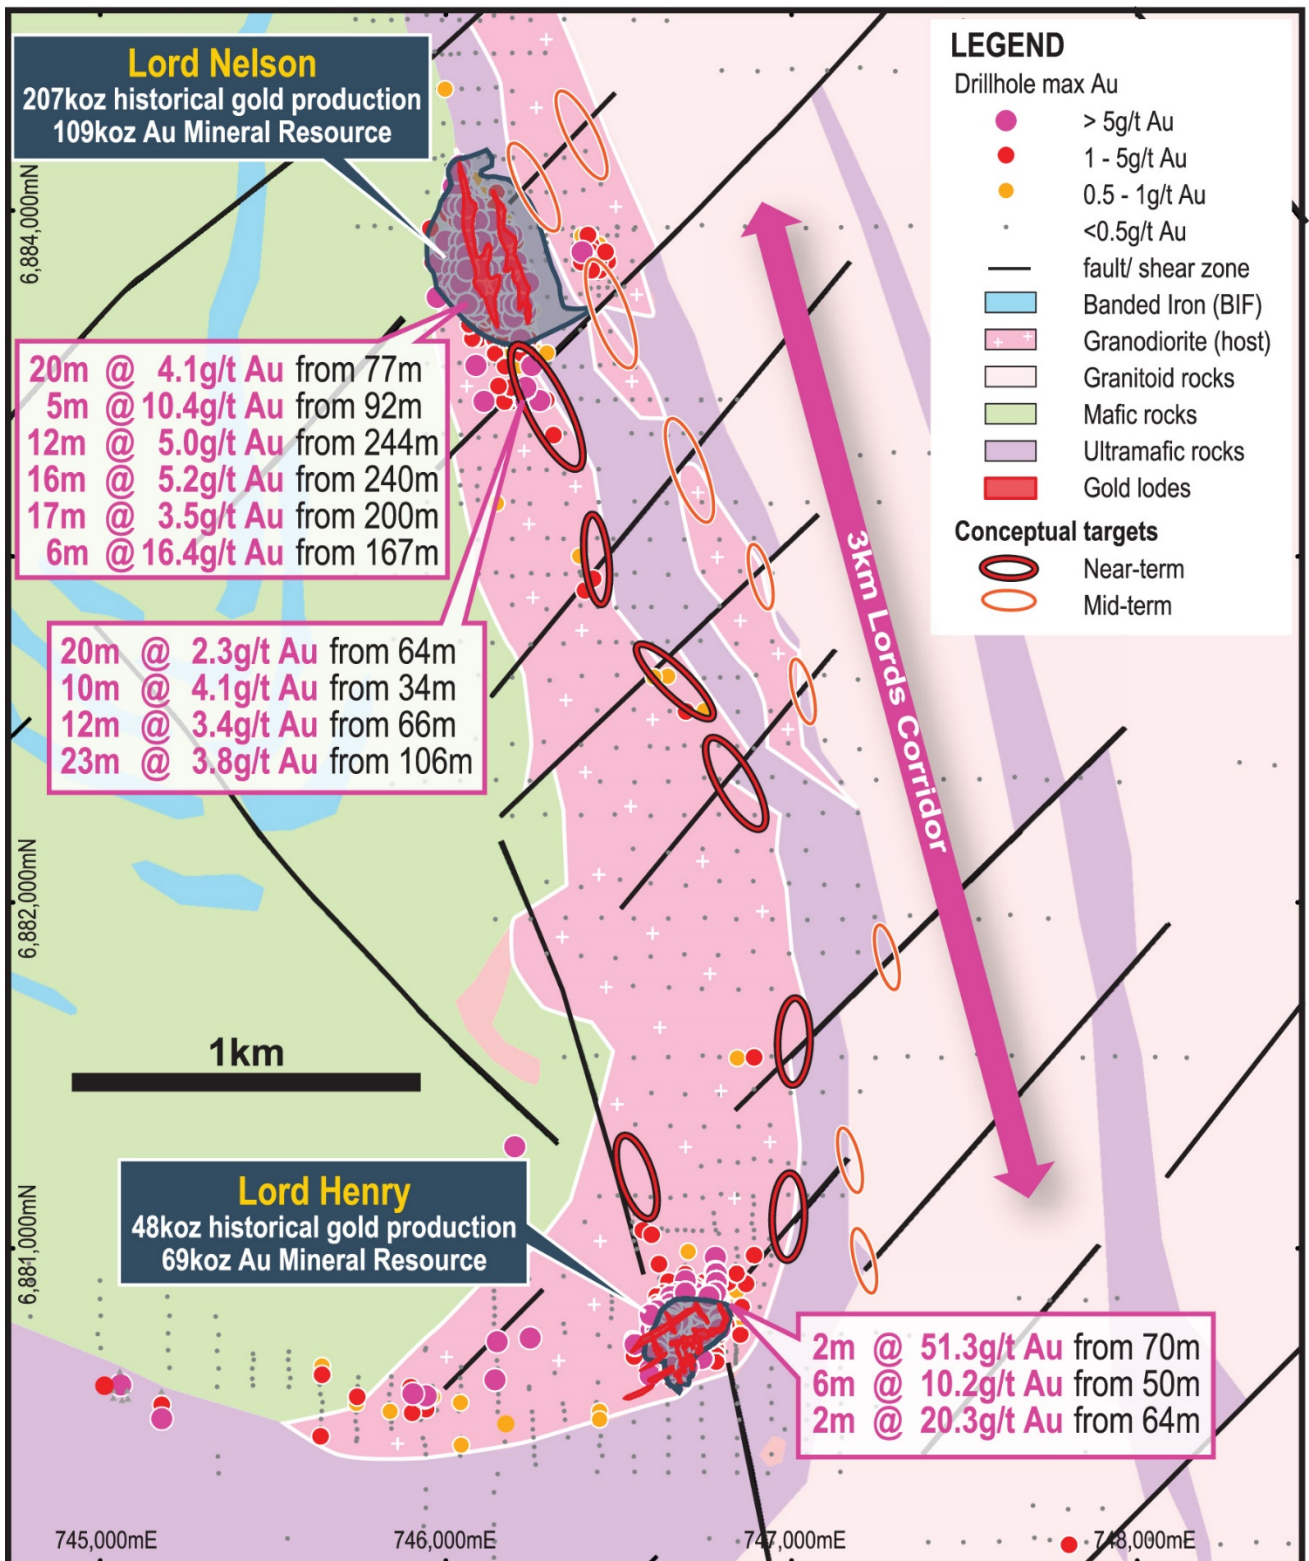 Lord Nelson
207koz historical gold production
109koz Au Mineral Resource
LEGEND
Drillhole max Au
> 5g/t Au
1 - 5g/t Au
0.5 - 1g/t Au
<0.5g/t Au
fault/ shear zone
Banded Iron (BIF)
Granodiorite (host)
Granitoid rocks
Mafic rocks
Ultramafic rocks
Gold lodes
Conceptual targets
Near-term
Mid-term
6,884,000mN
20m @ 4.1g/t Au from 77m
5m @ 10.4g/t Au from 92m
12m @ 5.0g/t Au from 244m
16m @ 5.2g/t Au from 240m
17m @ 3.5g/t Au from 200m
6m @ 16.4g/t Au from 167m
20m @ 2.3g/t Au from 64m
10m @ 4.1g/t Au from 34m
12m @ 3.4g/t Au from 66m
23m @ 3.8g/t Au from 106m
3km Lords Corridor
6,882,000mN
1km
Lord Henry
48koz historical gold production
69koz Au Mineral Resource
6,881,000mN
2m @ 51.3g/t Au from 70m
6m @ 10.2g/t Au from 50m
2m @ 20.3g/t Au from 64m
745,000mE
746,000mE
747,000mE
748,000mE